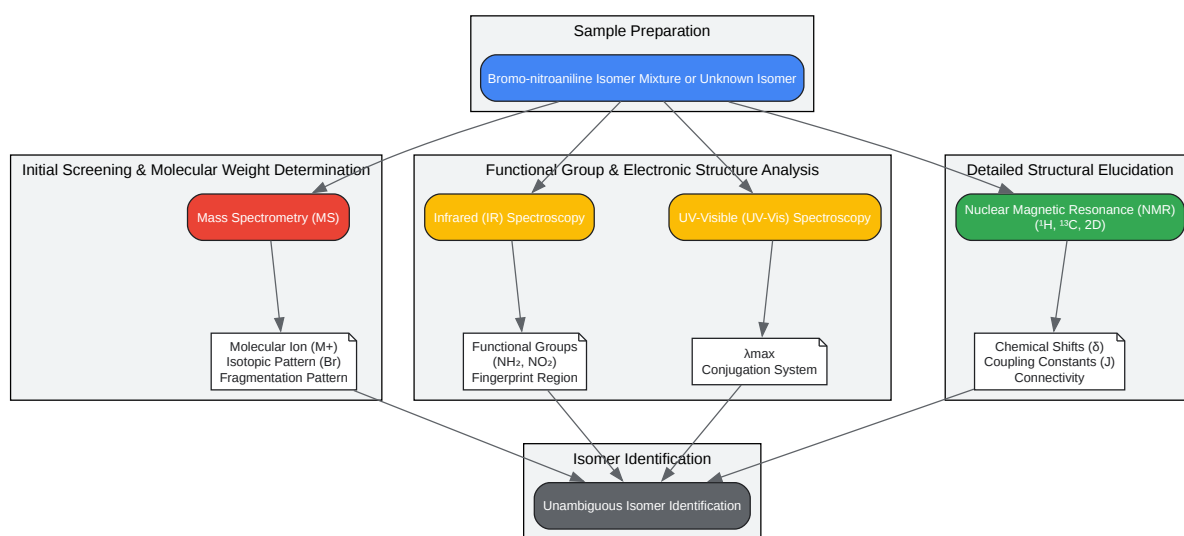 Sample Preparation
Bromo-nitroaniline Isomer Mixture or Unknown Isomer
Initial Screening & Molecular Weight Determination
Functional Group & Electronic Structure Analysis
Detailed Structural Elucidation
Mass Spectrometry (MS)
Infrared (IR) Spectroscopy
UV-Visible (UV-Vis) Spectroscopy
Nuclear Magnetic Resonance (NMR)
(¹H, ¹³C, 2D)
Molecular Ion (M+)
Isotopic Pattern (Br)
Fragmentation Pattern
Functional Groups
(NH₂, NO₂)
Fingerprint Region
λmax
Conjugation System
Chemical Shifts (δ)
Coupling Constants (J)
Connectivity
Isomer Identification
Unambiguous Isomer Identification